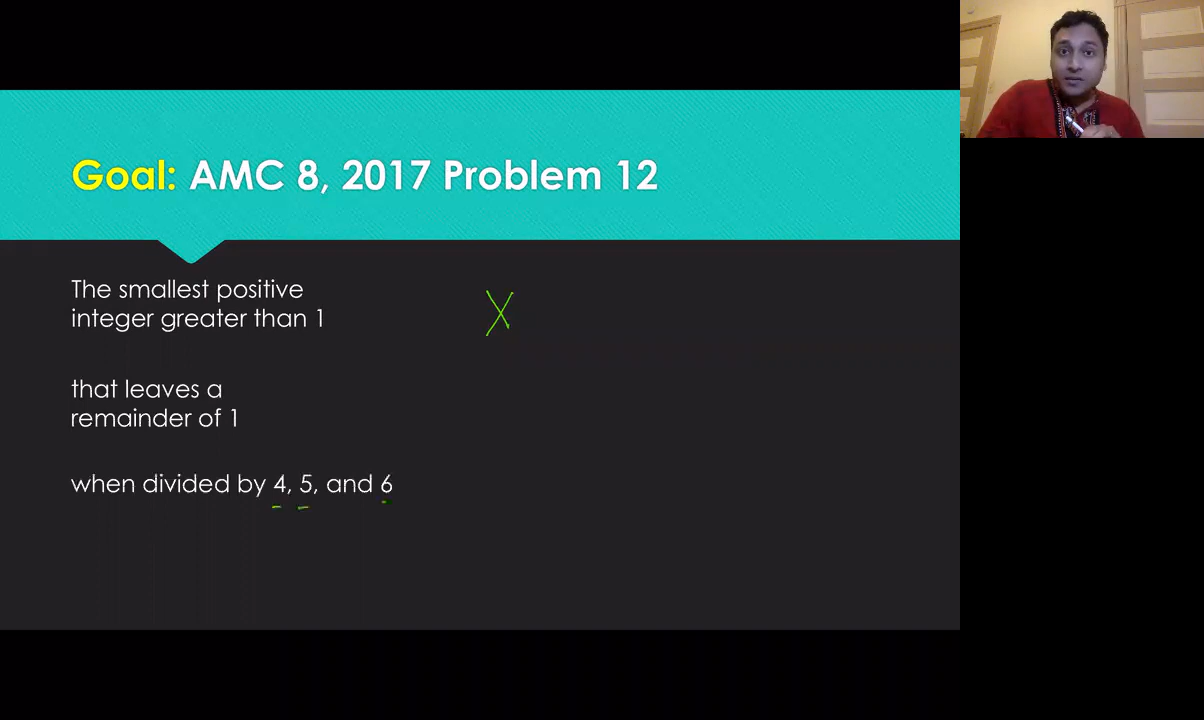 Goal: AMC 8, 2017 Problem 12
The smallest positive
integer greater than 1
X
that leaves a
remainder of 1
when divided by 4, 5, and 6